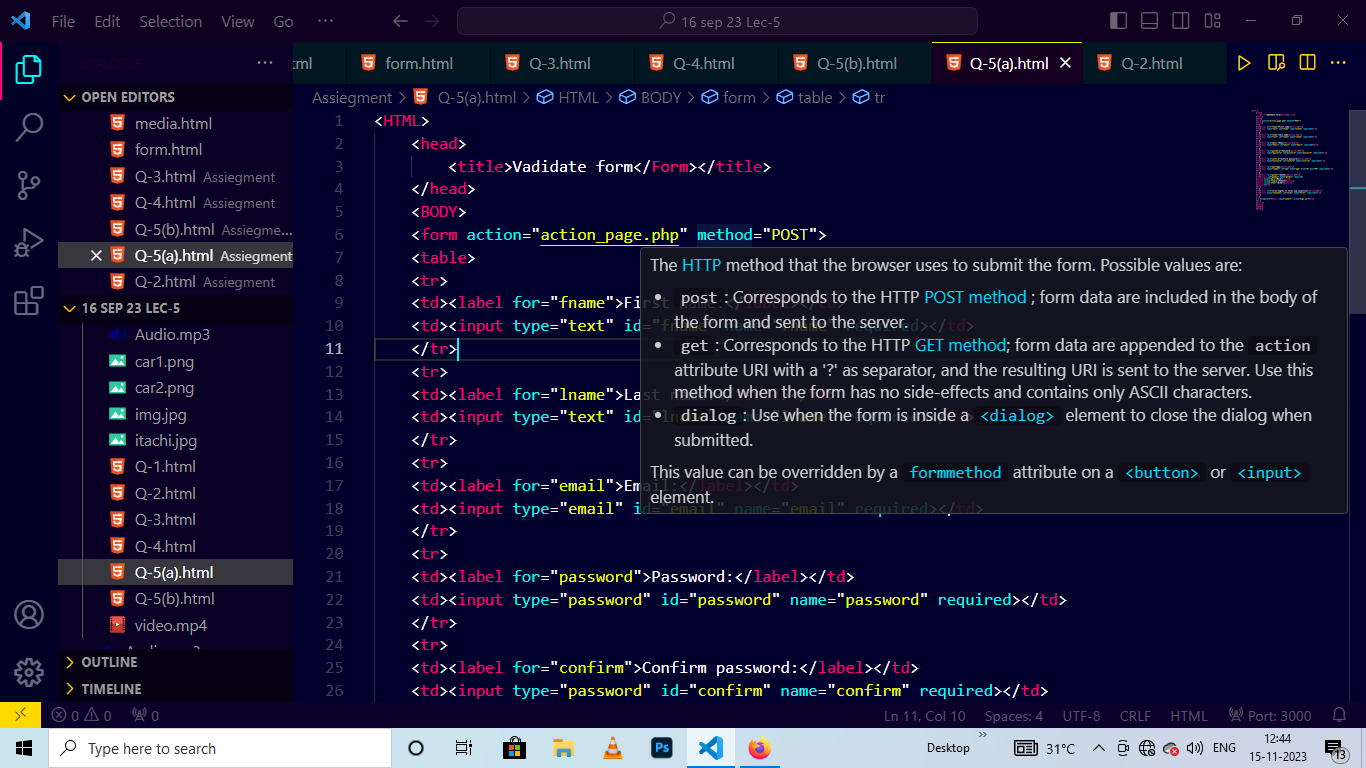 File Edit Selection View Go ··· 16 sep 23 Lec-5
EXPLORER ···
tml form.html Q-3.html Q-4.html Q-5(b).html Q-5(a).html Q-2.html ···
OPEN EDITORS
media.html
form.html
Q-3.html Assiegment
Q-4.html Assiegment
Q-5(b).html Assiegme...
Q-5(a).html Assiegment
Q-2.html Assiegment
16 SEP 23 LEC-5
Audio.mp3
car1.png
car2.png
img.jpg
itachi.jpg
Q-1.html
Q-2.html
Q-3.html
Q-4.html
Q-5(a).html
Q-5(b).html
video.mp4
OUTLINE
TIMELINE
Assiegment > Q-5(a).html > HTML > BODY > form > table > tr
1 <HTML>
2 <head>
3 <title>Vadidate form</Form></title>
4 </head>
5 <BODY>
6 <form action="action_page.php" method="POST">
7 <table>
8 <tr>
9 <td><label for="fname">Firs
10 <td><input type="text" id="fname" name="fname" required></td>
11 </tr>
12 <tr>
13 <td><label for="lname">Last
14 <td><input type="text" id="lname"
15 </tr>
16 <tr>
17 <td><label for="email">Email:</label></td>
18 <td><input type="email" id="email" name="email" required></td>
19 </tr>
20 <tr>
21 <td><label for="password">Password:</label></td>
22 <td><input type="password" id="password" name="password" required></td>
23 </tr>
24 <tr>
25 <td><label for="confirm">Confirm password:</label></td>
26 <td><input type="password" id="confirm" name="confirm" required></td>
The HTTP method that the browser uses to submit the form. Possible values are:
• post : Corresponds to the HTTP POST method ; form data are included in the body of
the form and sent to the server.
• get : Corresponds to the HTTP GET method; form data are appended to the action
attribute URI with a '?' as separator, and the resulting URI is sent to the server. Use this
method when the form has no side-effects and contains only ASCII characters.
• dialog : Use when the form is inside a <dialog> element to close the dialog when
submitted.
This value can be overridden by a formmethod attribute on a <button> or <input>
element.
0 0 0 Ln 11, Col 10 Spaces: 4 UTF-8 CRLF HTML Port: 3000
Type here to search Ps Desktop » 31°C ENG 12:44
15-11-2023 13